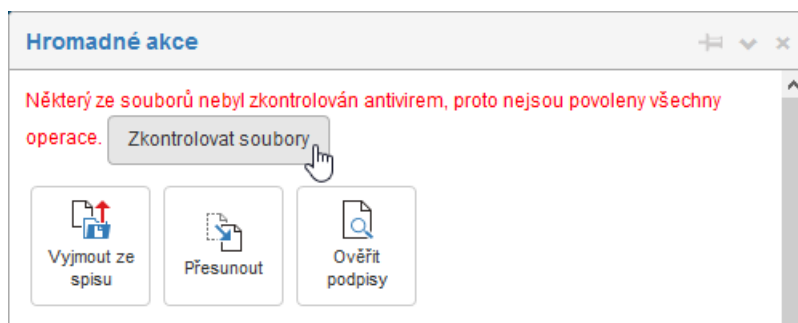 Hromadné akce
Některý ze souborů nebyl zkontrolován antivirem, proto nejsou povoleny všechny
operace. Zkontrolovat soubory
Vyjmout ze
spisu
Přesunout
Ověřit
podpisy